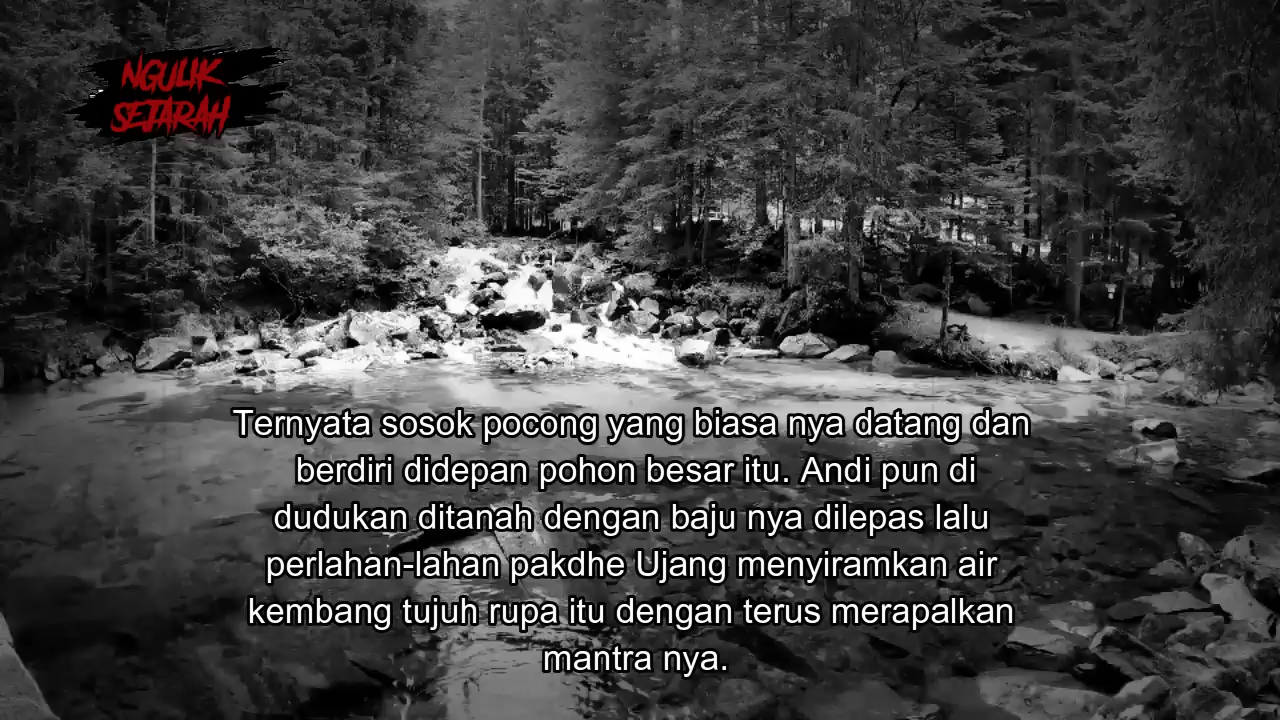 NGULIK
SEJARAH
Ternyata sosok pocong yang biasa nya datang dan
berdiri didepan pohon besar itu. Andi pun di
dudukan ditanah dengan baju nya dilepas lalu
perlahan-lahan pakdhe Ujang menyiramkan air
kembang tujuh rupa itu dengan terus merapalkan
mantra nya.